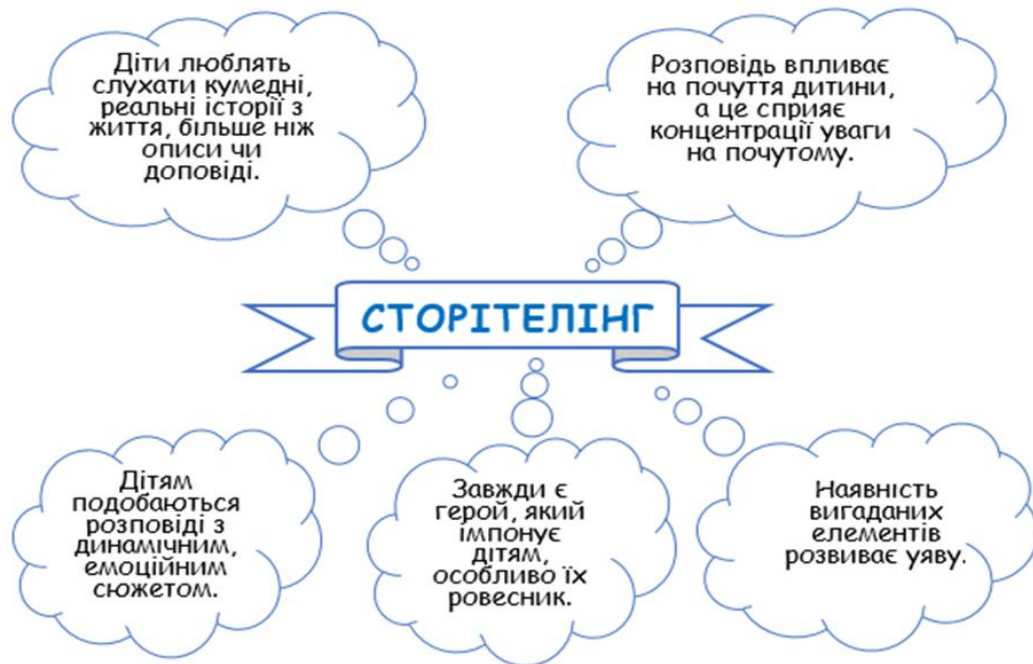 Діти люблять
слухати кумедні,
реальні історії з
життя, більше ніж
описи чи
доповіді.
Розповідь впливає
на почуття дитини,
а це сприяє
концентрації уваги
на почутому.
СТОРІТЕЛІНГ
Дітям
подобаються
розповіді з
динамічним,
емоційним
сюжетом.
Завжди є
герой, який
імпонує
дітям,
особливо їх
ровесник.
Наявність
вигаданих
елементів
розвиває уяву.